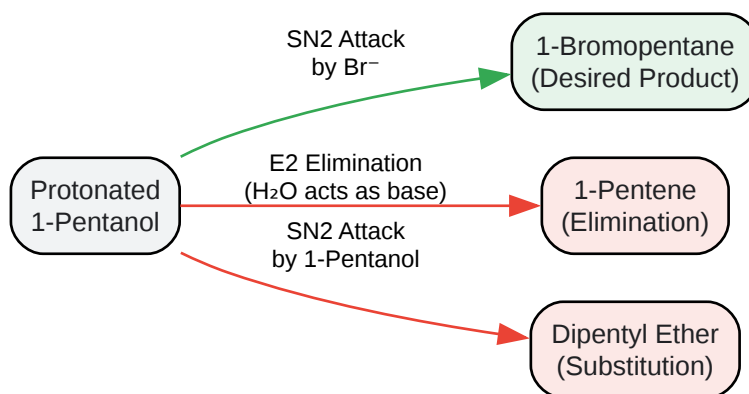 SN2 Attack
by Br⁻
1-Bromopentane
(Desired Product)
Protonated
1-Pentanol
E2 Elimination
(H₂O acts as base)
1-Pentene
(Elimination)
SN2 Attack
by 1-Pentanol
Dipentyl Ether
(Substitution)